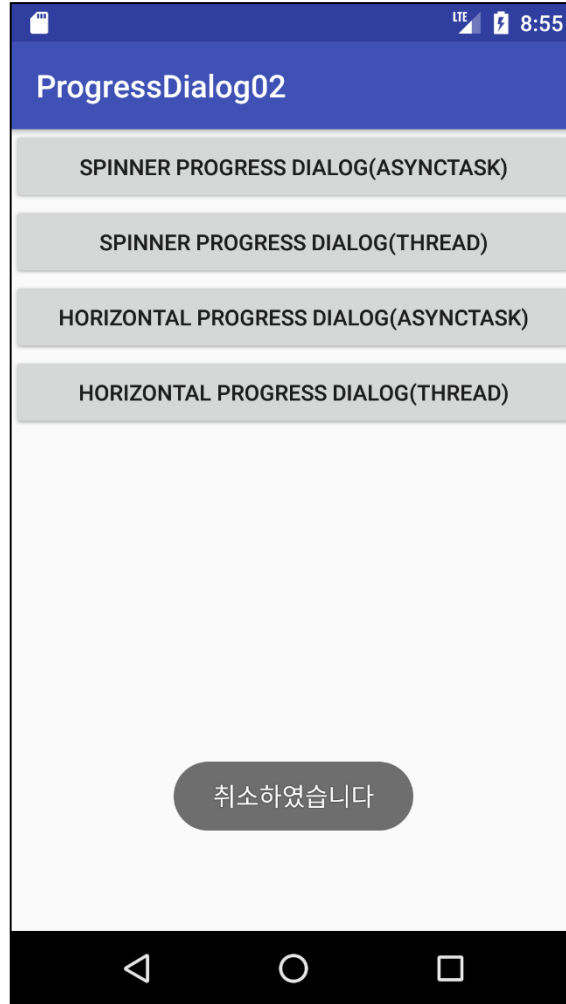 LTE 8:55
ProgressDialog02
SPINNER PROGRESS DIALOG(ASYNCTASK)
SPINNER PROGRESS DIALOG(THREAD)
HORIZONTAL PROGRESS DIALOG(ASYNCTASK)
HORIZONTAL PROGRESS DIALOG(THREAD)
취소하였습니다